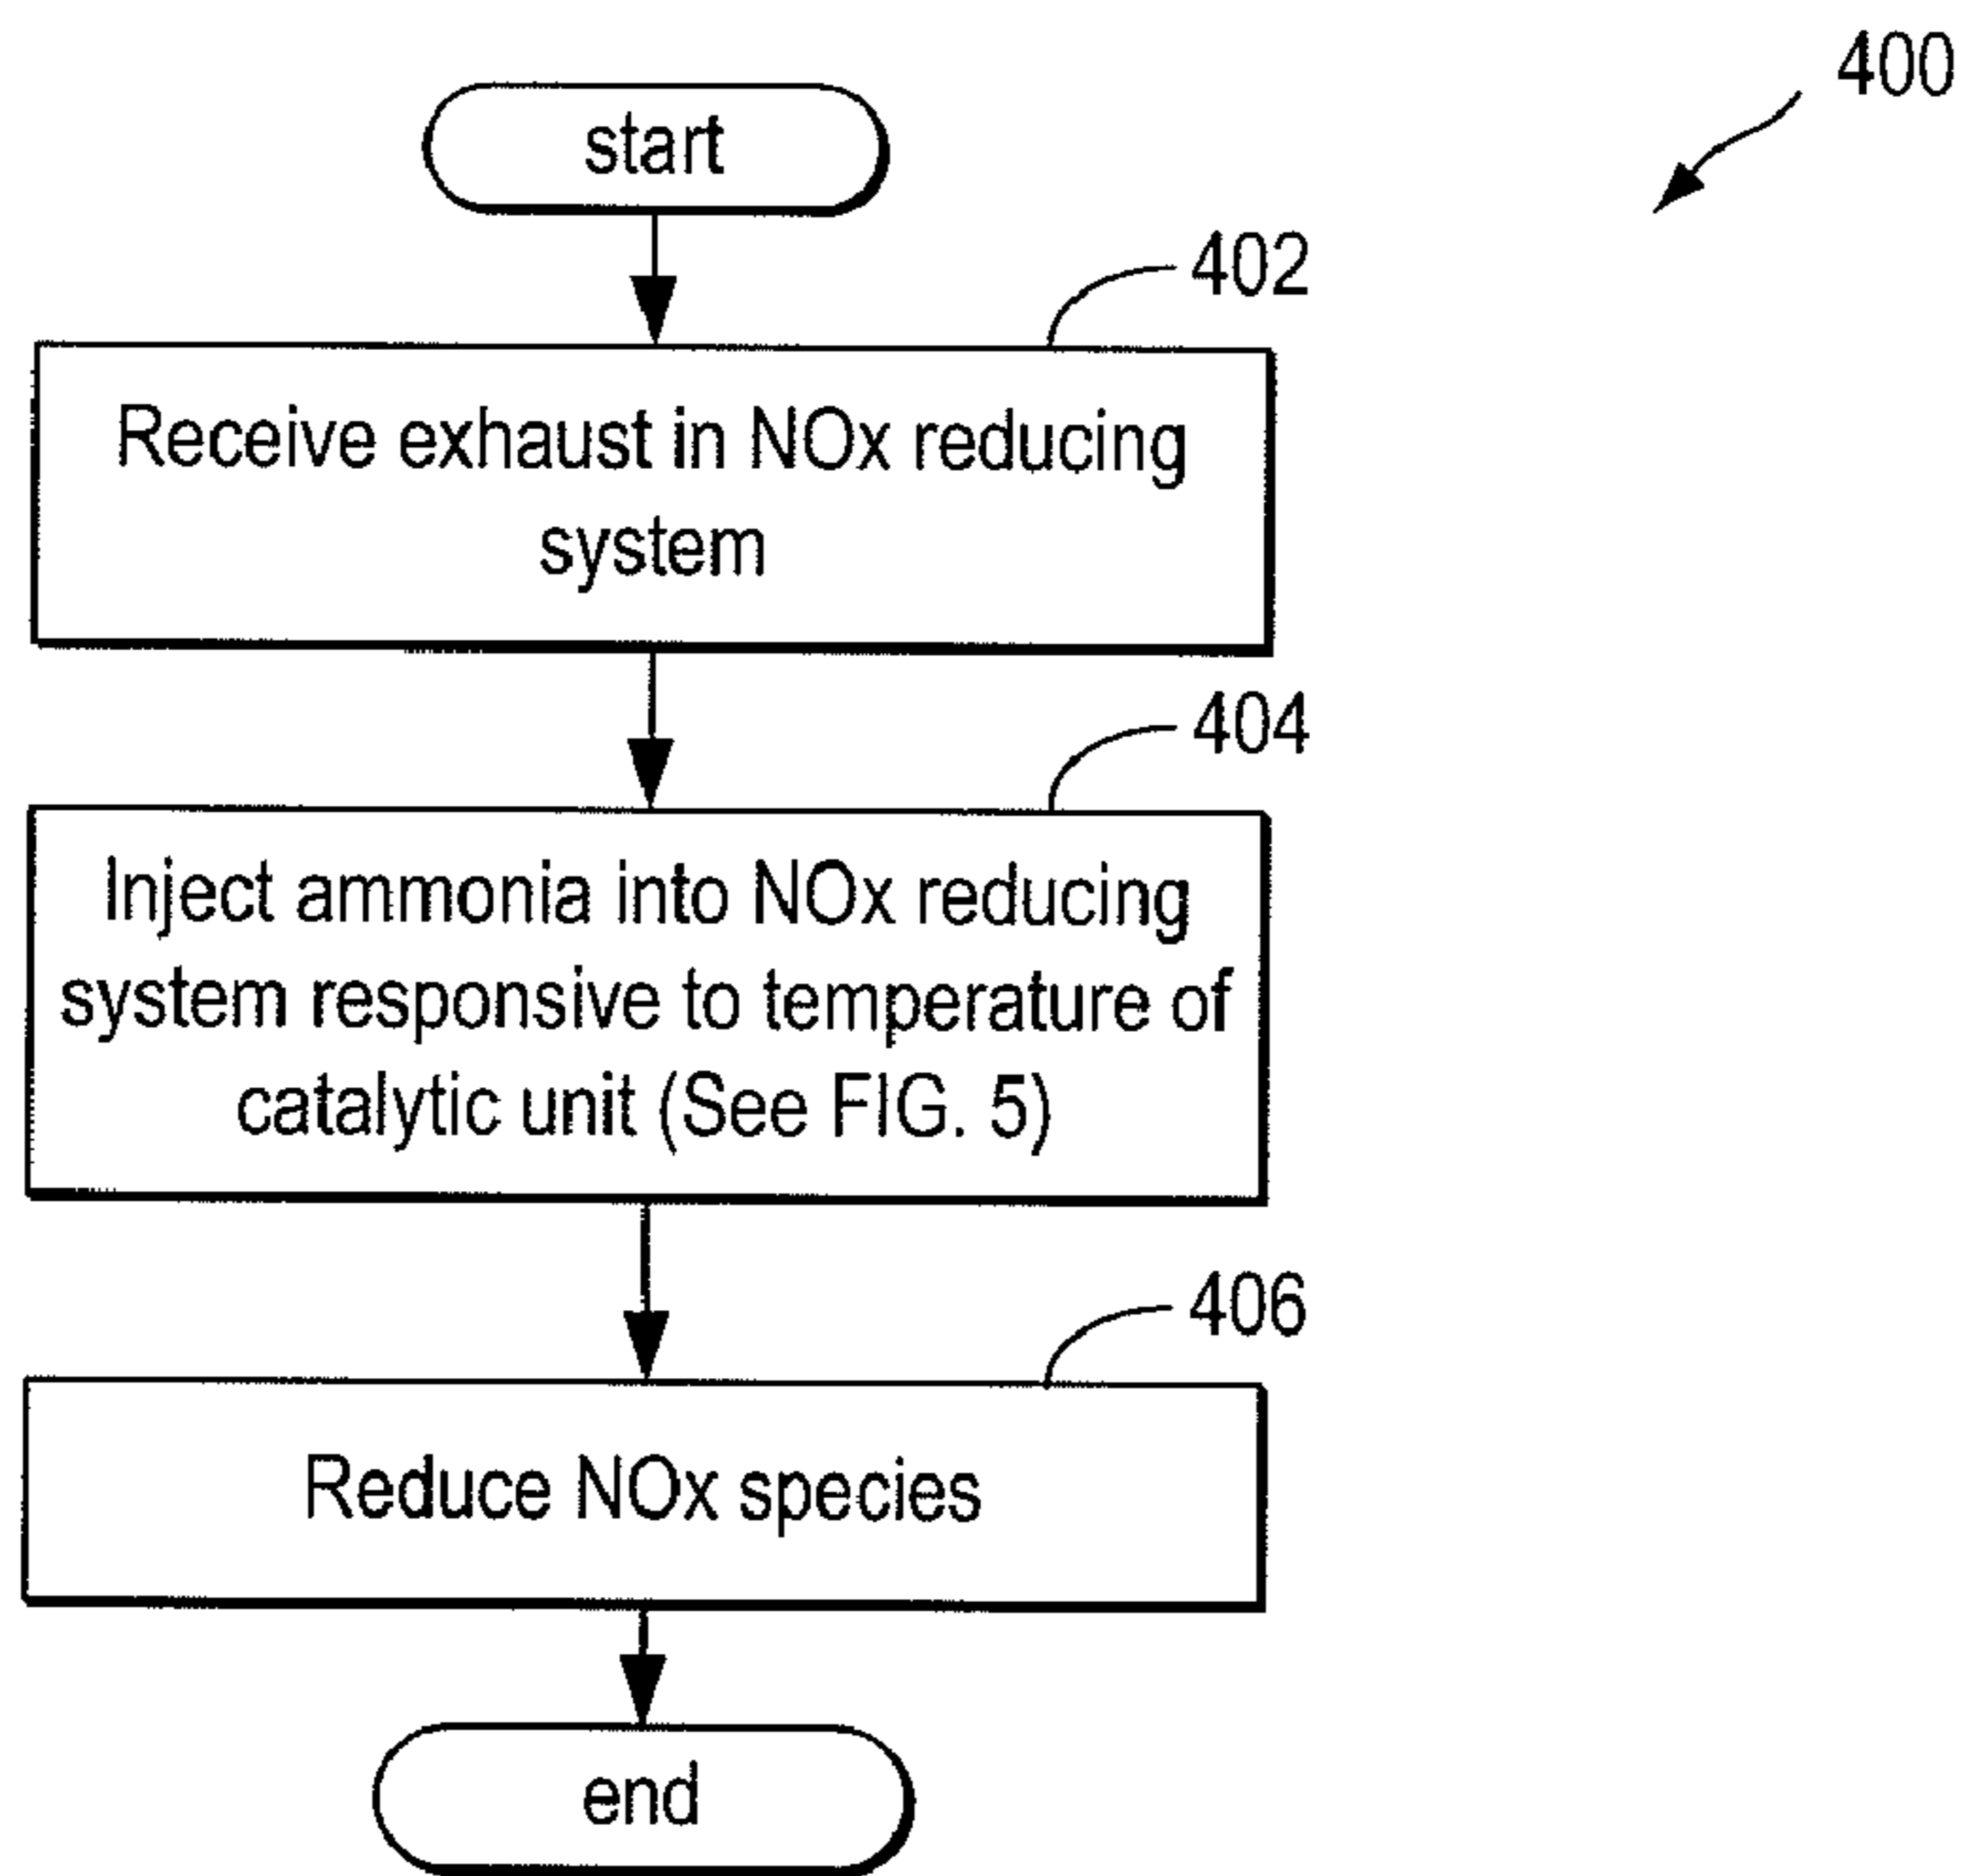 400
start
402
Receive exhaust in NOx reducing
system
404
Inject ammonia into NOx reducing
system responsive to temperature of
catalytic unit (See FIG. 5)
406
Reduce NOx species
end